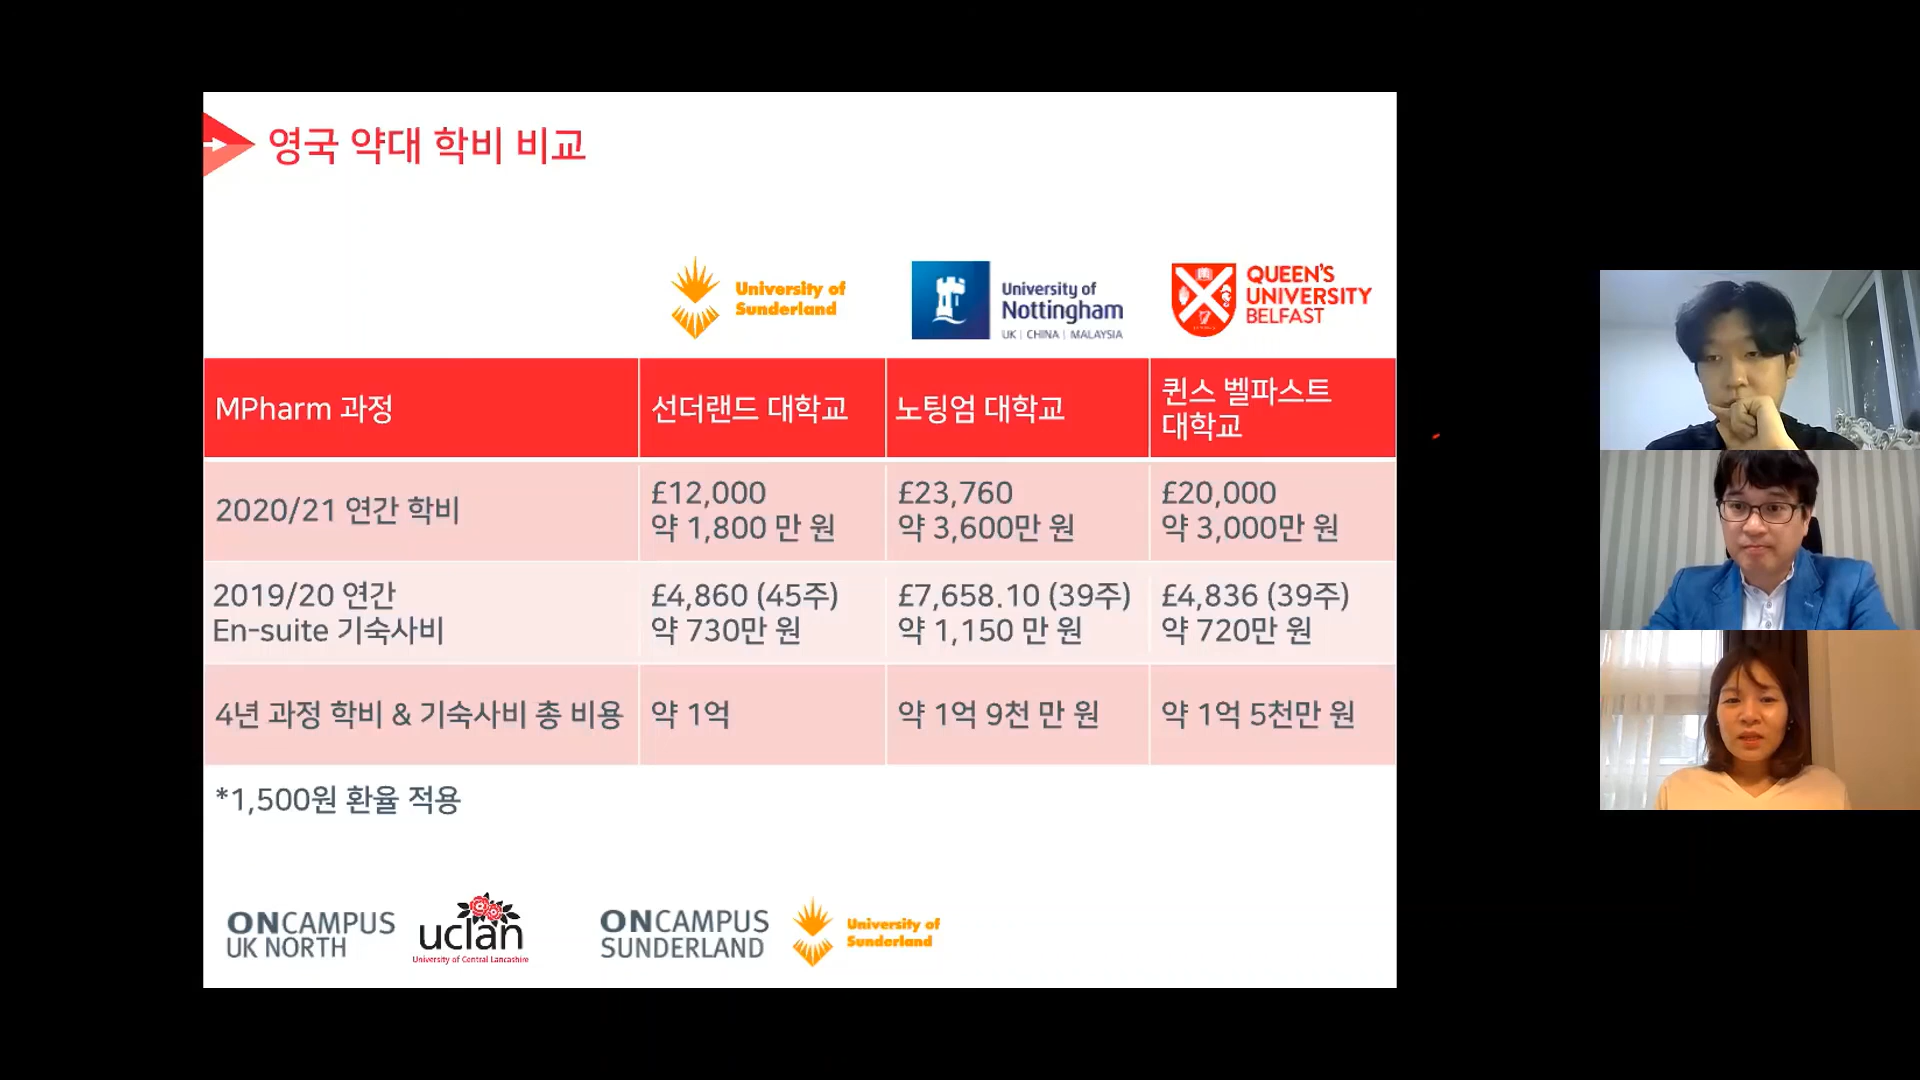 영국 약대 학비 비교
University of
Sunderland
University of
Nottingham
UK | CHINA | MALAYSIA
QUEEN'S
UNIVERSITY
BELFAST
MPharm 과정
선더랜드 대학교
노팅엄 대학교
퀸스 벨파스트
대학교
2020/21 연간 학비
£12,000
약 1,800 만 원
£23,760
약 3,600만 원
£20,000
약 3,000만 원
2019/20 연간
En-suite 기숙사비
£4,860 (45주)
약 730만 원
£7,658.10 (39주)
약 1,150 만 원
£4,836 (39주)
약 720만 원
4년 과정 학비 & 기숙사비 총 비용
약 1억
약 1억 9천 만 원
약 1억 5천만 원
*1,500원 환율 적용
ONCAMPUS
UK NORTH
uclan
University of Central Lancashire
ONCAMPUS
SUNDERLAND
University of
Sunderland